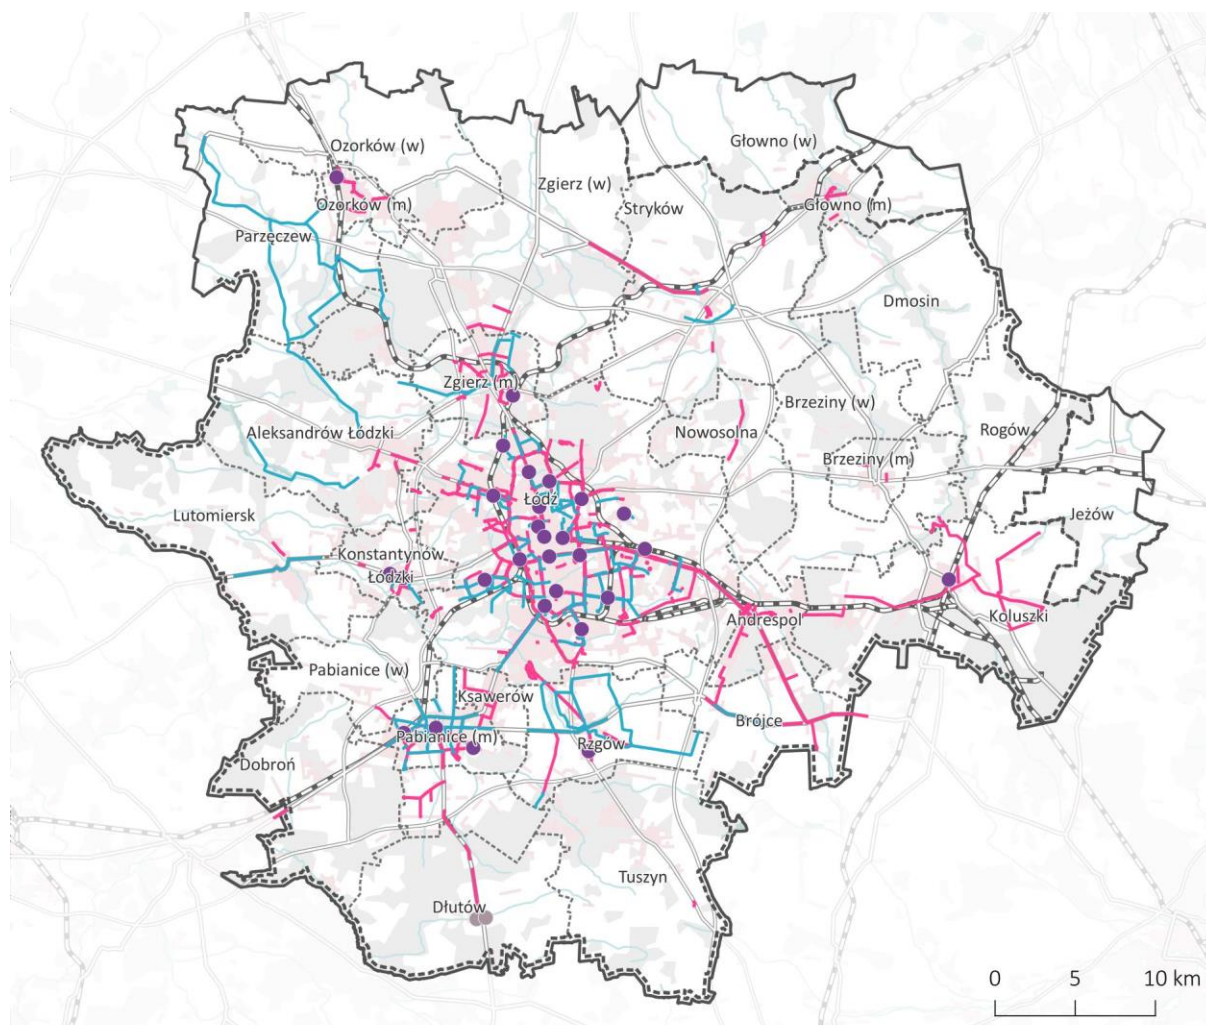 Ozorków (w)
Głowno (w)
Zgierz (w)
Stryków
Ozorków (m)
Głowno (m)
Parzęczew
Dmosin
Zgierz (m)
Brzeziny (w)
Aleksandrów Łódzki
Nowosolna
Rogów
Brzeziny (m)
Łódź
Lutomiersk
Jeżów
Konstantynów
Łódzki
Andrespol
Koluszki
Pabianice (w)
Ksawerów
Brójce
Pabianice (m)
Rzgów
Dobroń
Tuszyn
Dłutów
0 5 10 km